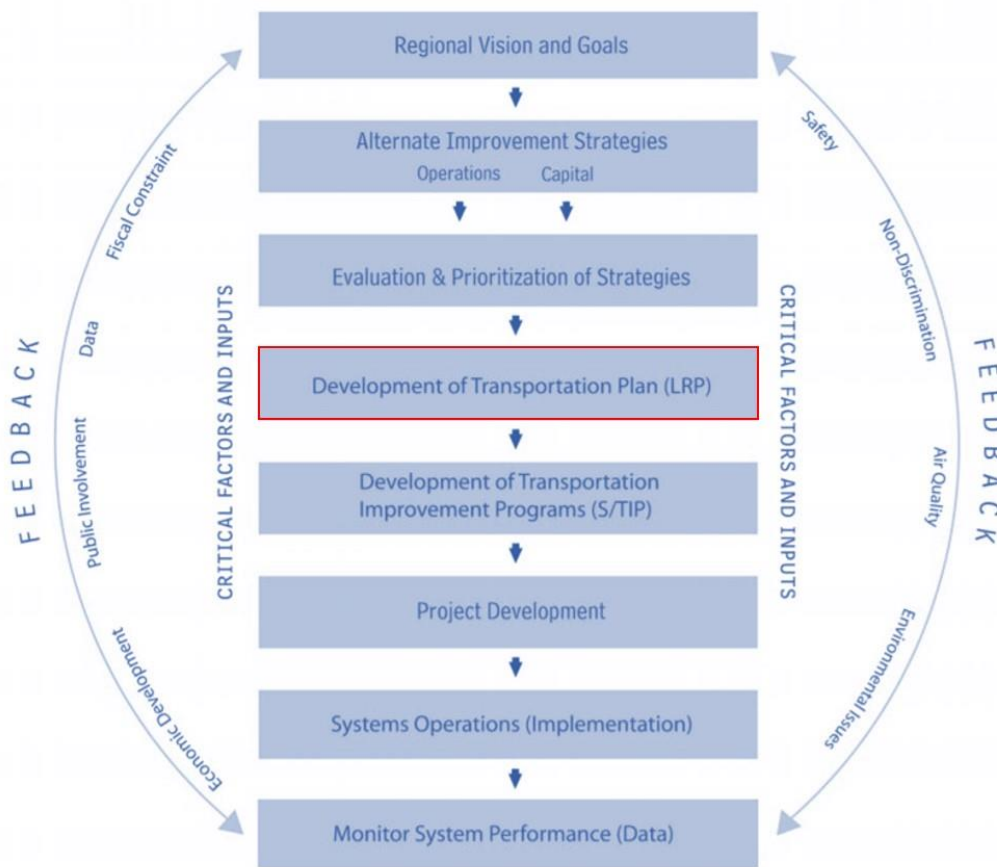 Regional Vision and Goals
Alternate Improvement Strategies
Operations Capital
Evaluation & Prioritization of Strategies
Development of Transportation Plan (LRP)
Development of Transportation
Improvement Programs (S/TIP)
Project Development
Systems Operations (Implementation)
Monitor System Performance (Data)
FEEDBACK
Fiscal Constraint
Data
Public Involvement
Economic Development
CRITICAL FACTORS AND INPUTS
CRITICAL FACTORS AND INPUTS
Safety
Non-Discrimination
Air Quality
Environmental Issues
FEEDBACK